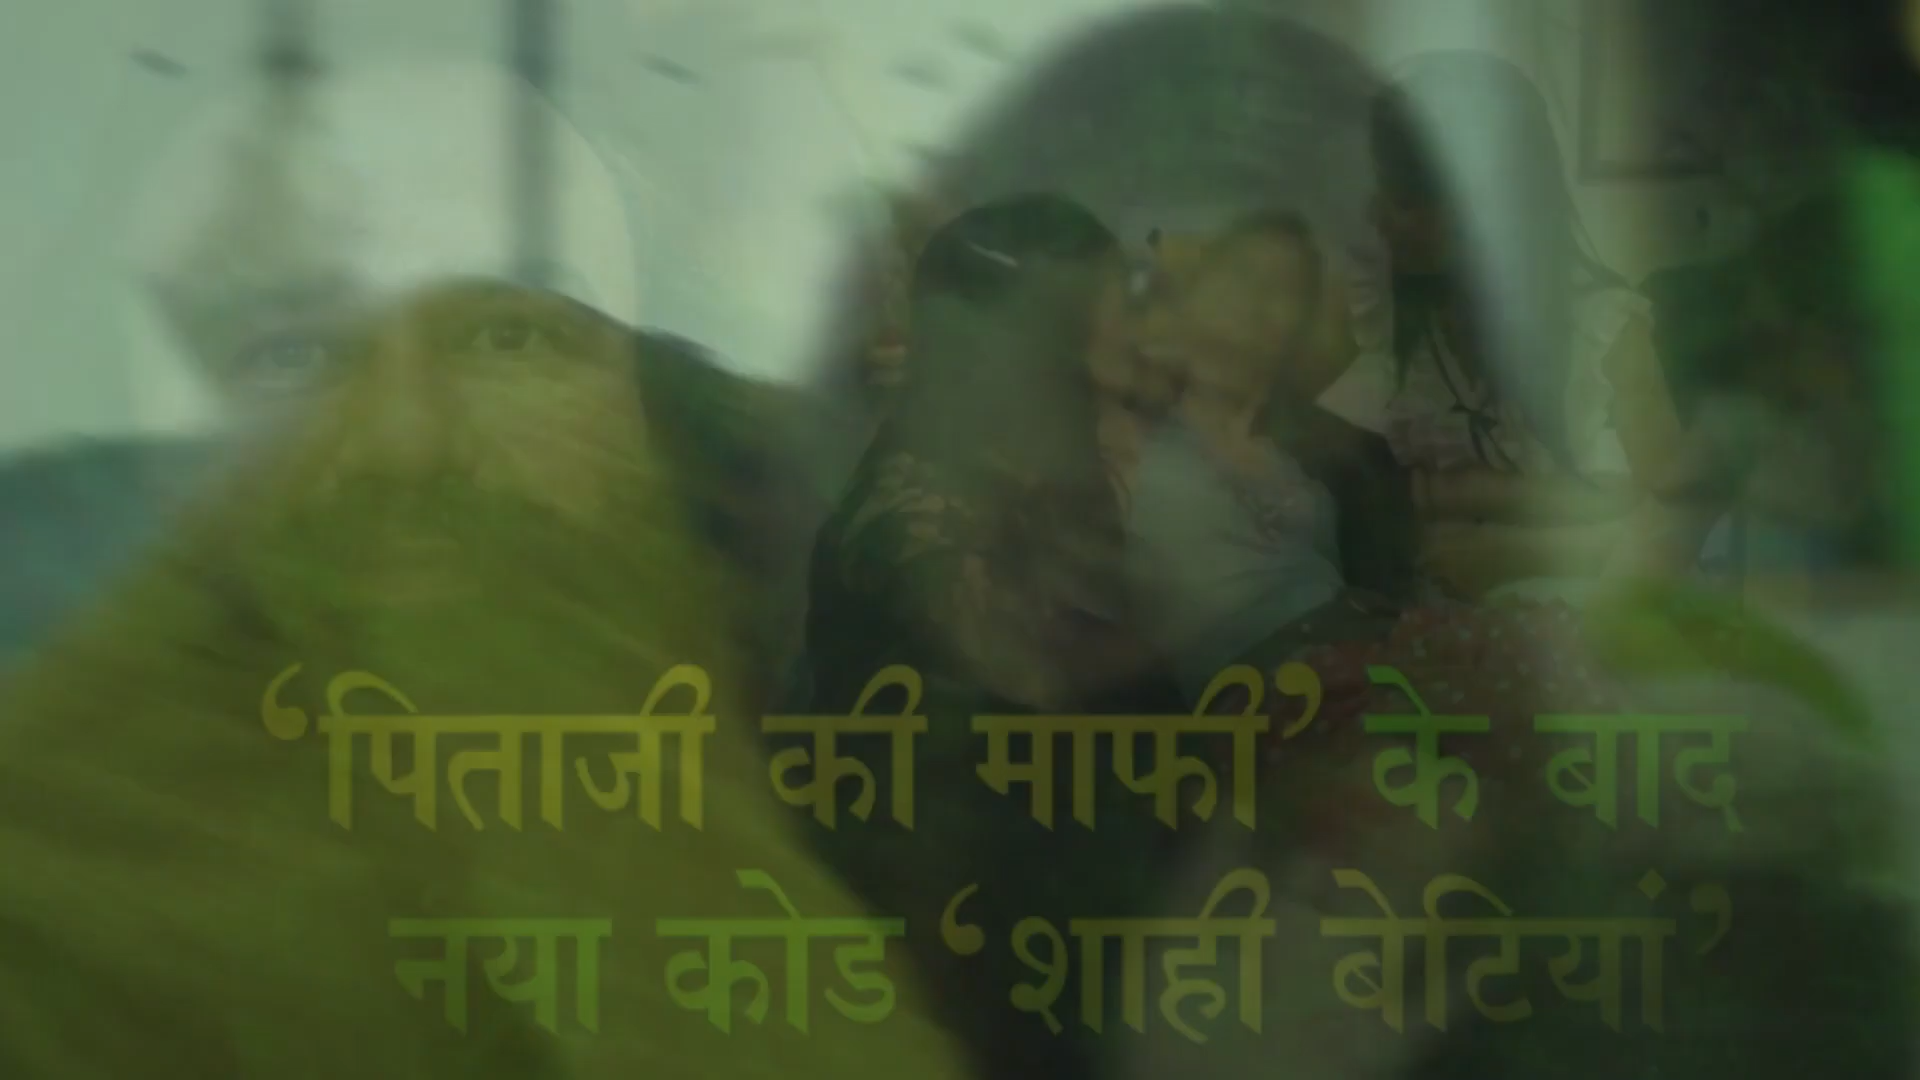 ‘पिताजी की माफी’ के बाद
नया कोड ‘शाही बेटियां’